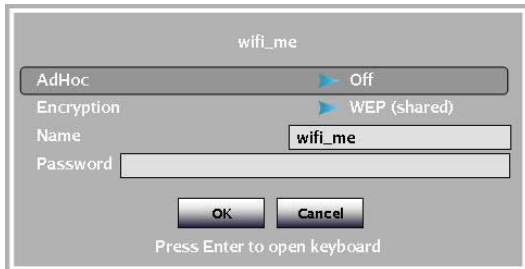 wifi_me
AdHoc Off
Encryption WEP (shared)
Name wifi_me
Password
OK Cancel
Press Enter to open keyboard